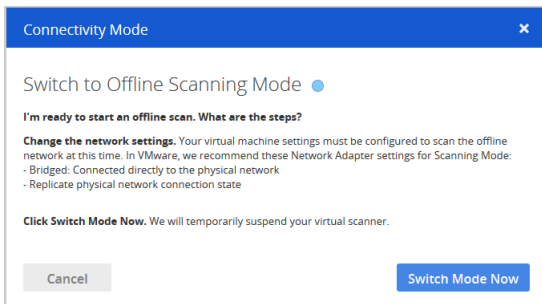 Connectivity Mode ×
Switch to Offline Scanning Mode
I'm ready to start an offline scan. What are the steps?
Change the network settings. Your virtual machine settings must be configured to scan the offline
network at this time. In VMware, we recommend these Network Adapter settings for Scanning Mode:
- Bridged: Connected directly to the physical network
- Replicate physical network connection state
Click Switch Mode Now. We will temporarily suspend your virtual scanner.
Cancel Switch Mode Now